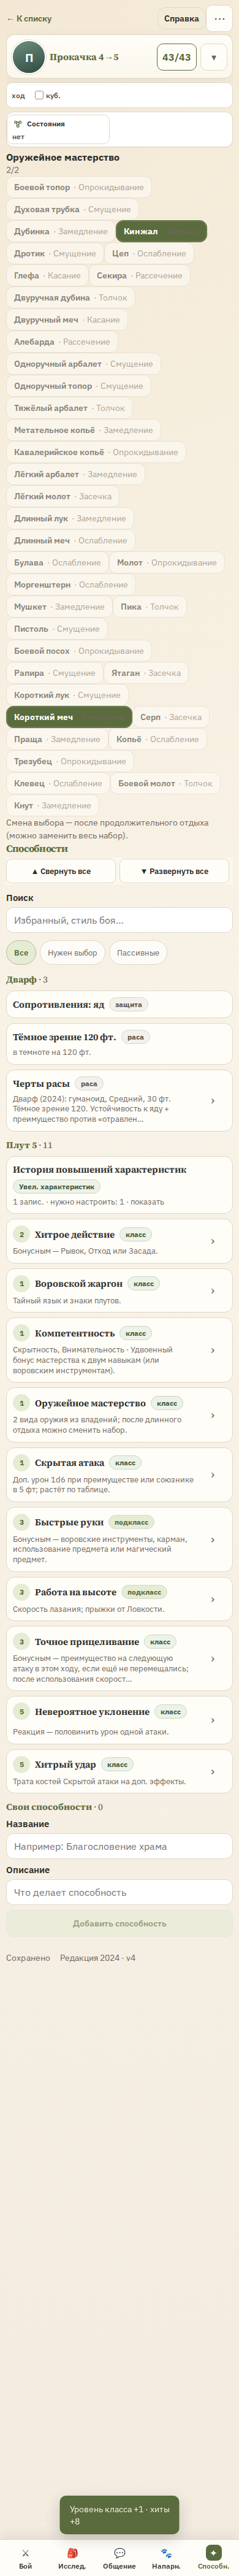 ← К списку
Справка
⋯
П
Прокачка 4→5
43/43
▾
ход
куб.
Состояния
нет
Оружейное мастерство
2/2
Боевой топор · Опрокидывание
Духовая трубка · Смущение
Дубинка · Замедление
Кинжал
Дротик · Смущение
Цеп · Ослабление
Глефа · Касание
Секира · Рассечение
Двуручная дубина · Толчок
Двуручный меч · Касание
Алебарда · Рассечение
Одноручный арбалет · Смущение
Одноручный топор · Смущение
Тяжёлый арбалет · Толчок
Метательное копьё · Замедление
Кавалерийское копьё · Опрокидывание
Лёгкий арбалет · Замедление
Лёгкий молот · Засечка
Длинный лук · Замедление
Длинный меч · Ослабление
Булава · Ослабление
Молот · Опрокидывание
Моргенштерн · Ослабление
Мушкет · Замедление
Пика · Толчок
Пистоль · Смущение
Боевой посох · Опрокидывание
Рапира · Смущение
Ятаган · Засечка
Короткий лук · Смущение
Короткий меч
Серп · Засечка
Праща · Замедление
Копьё · Ослабление
Трезубец · Опрокидывание
Клевец · Ослабление
Боевой молот · Толчок
Кнут · Замедление
Смена выбора — после продолжительного отдыха
(можно заменить весь набор).
Способности
▲ Свернуть все
▼ Развернуть все
Поиск
Избранный, стиль боя…
Все
Нужен выбор
Пассивные
Дварф · 3
Сопротивления: яд
защита
Тёмное зрение 120 фт.
раса
в темноте на 120 фт.
Черты расы
раса
Дварф (2024): гуманоид, Средний, 30 фт.
Тёмное зрение 120. Устойчивость к яду +
преимущество против «отравлен…
›
Плут 5 · 11
История повышений характеристик
Увел. характеристик
1 запис. · нужно настроить: 1 · показать
2
Хитрое действие
класс
Бонусным — Рывок, Отход или Засада.
›
1
Воровской жаргон
класс
Тайный язык и знаки плутов.
›
1
Компетентность
класс
Скрытность, Внимательность · Удвоенный
бонус мастерства к двум навыкам (или
воровским инструментам).
›
1
Оружейное мастерство
класс
2 вида оружия из владений; после длинного
отдыха можно сменить набор.
›
1
Скрытая атака
класс
Доп. урон 1d6 при преимуществе или союзнике
в 5 фт; растёт по таблице.
›
3
Быстрые руки
подкласс
Бонусным — воровские инструменты, карман,
использование предмета или магический
предмет.
›
3
Работа на высоте
подкласс
Скорость лазания; прыжки от Ловкости.
›
3
Точное прицеливание
класс
Бонусным — преимущество на следующую
атаку в этом ходу, если ещё не перемещались;
после использования скорост…
›
5
Невероятное уклонение
класс
Реакция — половинить урон одной атаки.
›
5
Хитрый удар
класс
Трата костей Скрытой атаки на доп. эффекты.
›
Свои способности · 0
Название
Например: Благословение храма
Описание
Что делает способность
Добавить способность
Сохранено
Редакция 2024 · v4
Уровень класса +1 · хиты
+8
Бой
Исслед.
Общение
Напарн.
Способн.